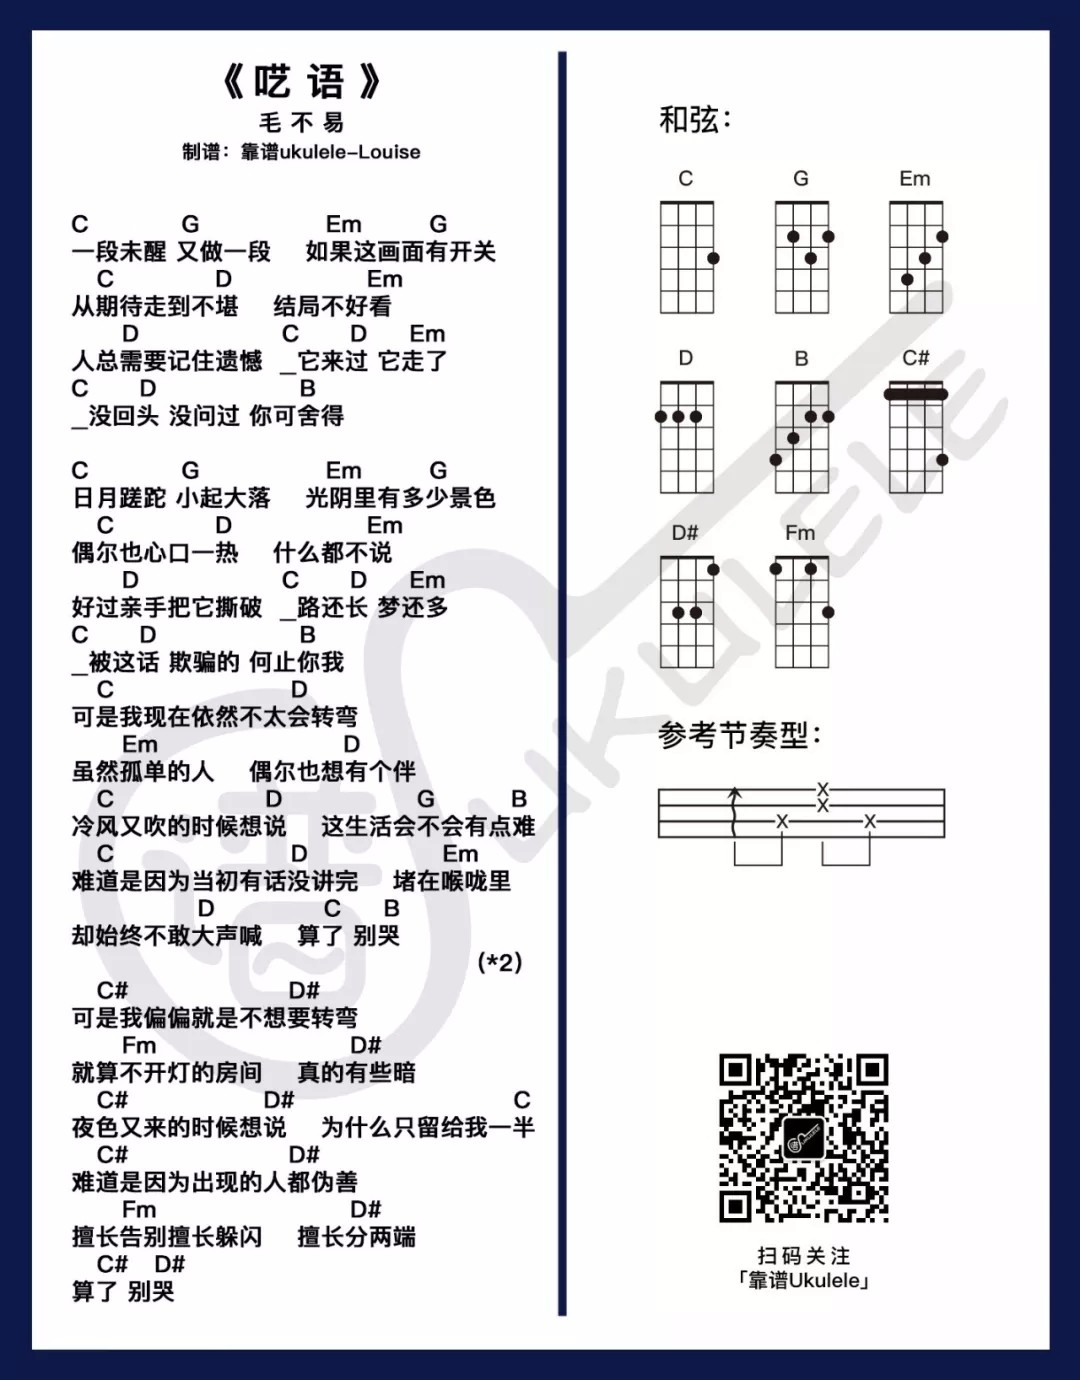 《呓语》
毛不易
制谱：靠谱ukulele-Louise
C G Em G
一段未醒 又做一段 如果这画面有开关
C D Em
从期待走到不堪 结局不好看
D C D Em
人总需要记住遗憾 _它来过 它走了
C D B
_没回头 没问过 你可舍得
C G Em G
日月蹉跎 小起大落 光阴里有多少景色
C D Em
偶尔也心口一热 什么都不说
D C D Em
好过亲手把它撕破 _路还长 梦还多
C D B
_被这话 欺骗的 何止你我
C D
可是我现在依然不太会转弯
Em D
虽然孤单的人 偶尔也想有个伴
C D G B
冷风又吹的时候想说 这生活会不会有点难
C D Em
难道是因为当初有话没讲完 堵在喉咙里
D C B
却始终不敢大声喊 算了 别哭
(*2)
C# D#
可是我偏偏就是不想要转弯
Fm D#
就算不开灯的房间 真的有些暗
C# D# C
夜色又来的时候想说 为什么只留给我一半
C# D#
难道是因为出现的人都伪善
Fm D#
擅长告别擅长躲闪 擅长分两端
C# D#
算了 别哭
和弦：
C G Em
D B C#
D# Fm
参考节奏型：
X
X
X X
扫码关注
「靠谱Ukulele」
谱 UKULELE